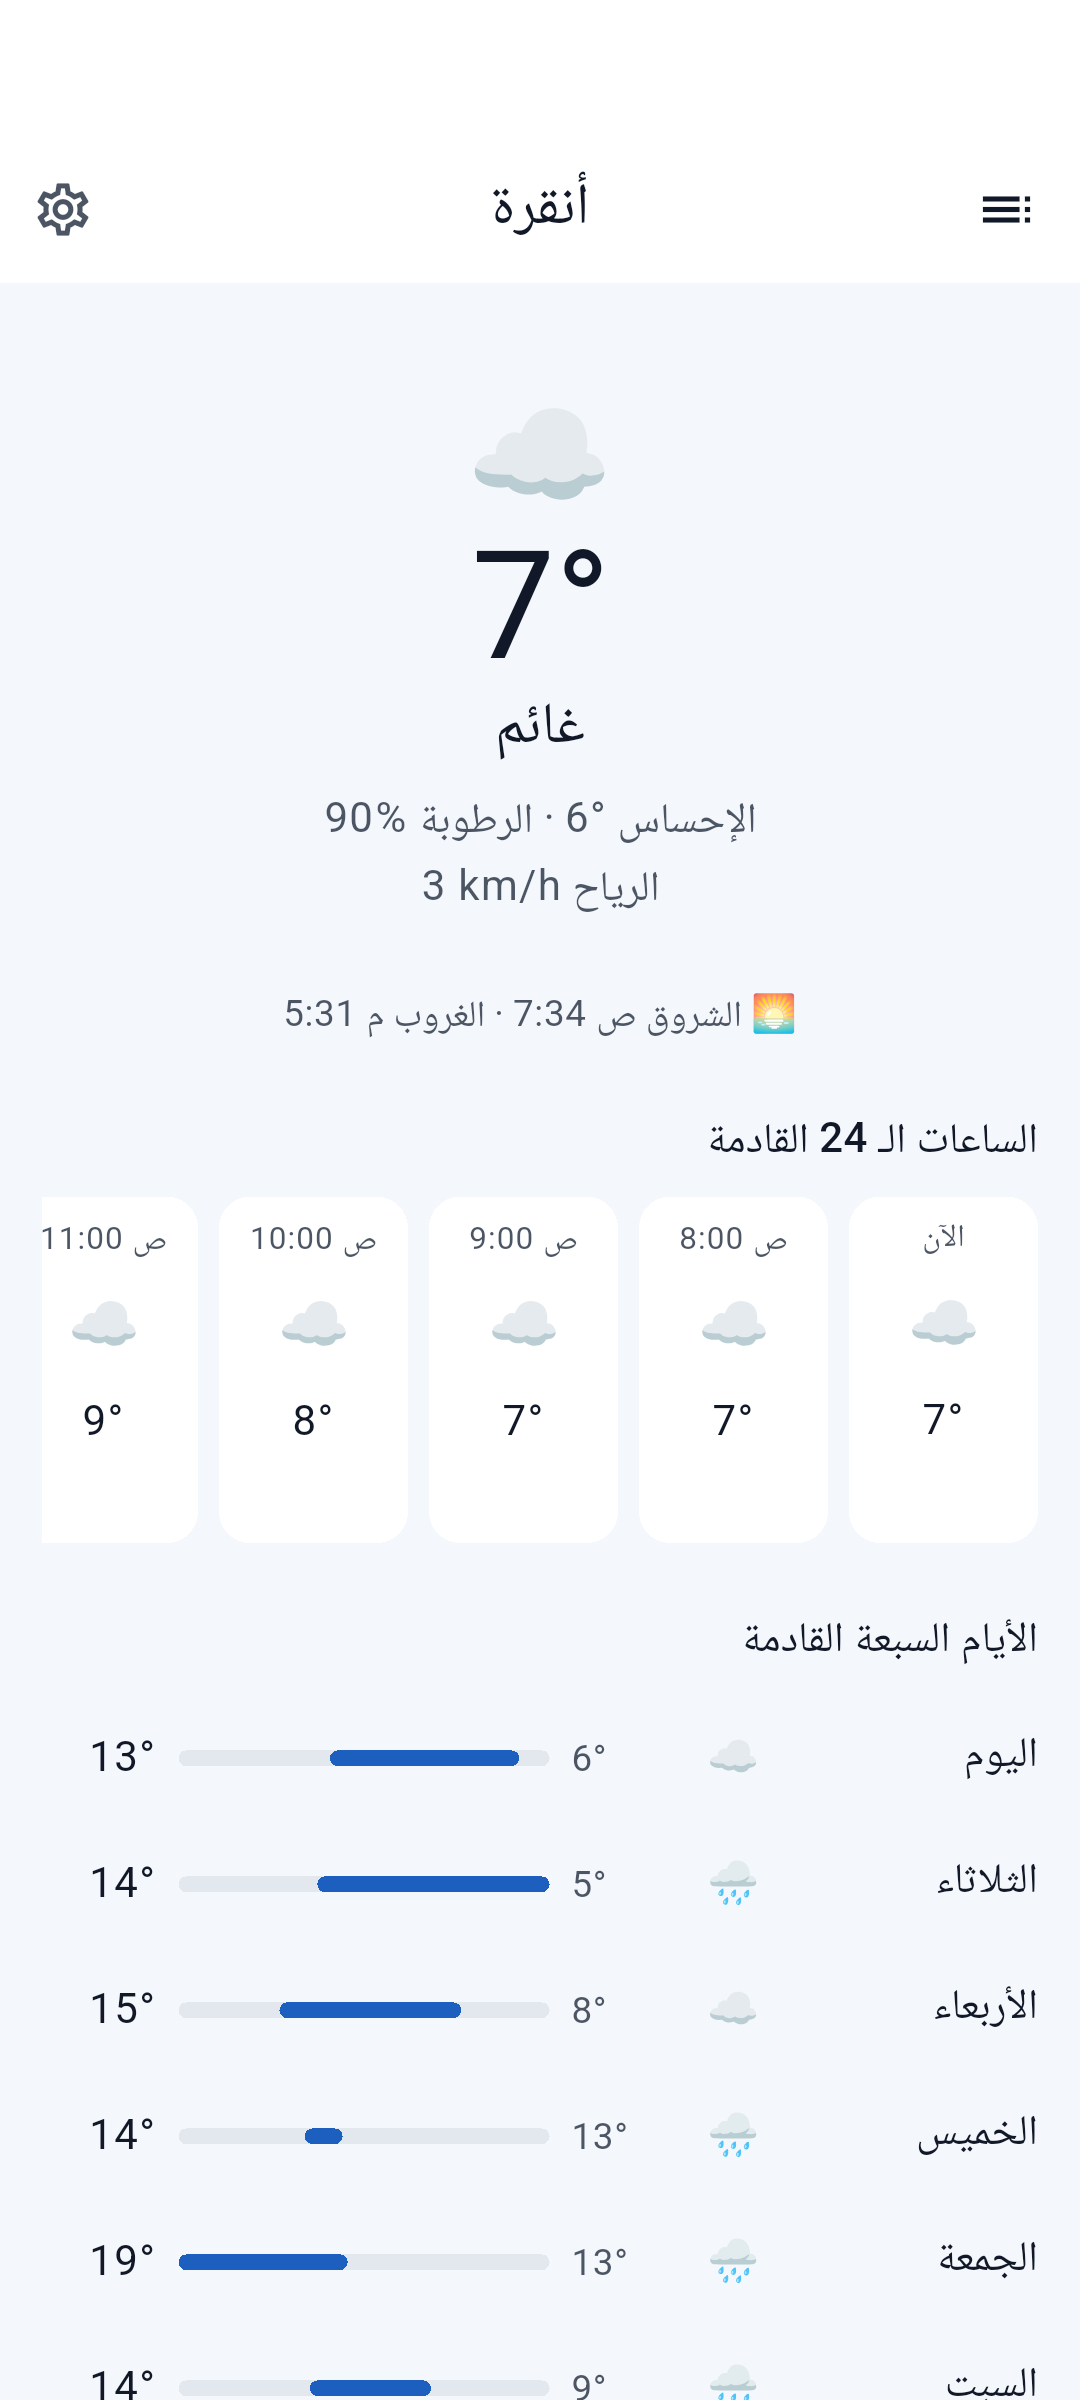 أنقرة
7°
غائم
الإحساس 6° · الرطوبة 90%
الرياح 3 km/h
الشروق ص 7:34 · الغروب م 5:31
الساعات الـ 24 القادمة
الآن
7°
ص 8:00
7°
ص 9:00
7°
ص 10:00
8°
ص 11:00
9°
الأيام السبعة القادمة
اليوم 6° 13°
الثلاثاء 5° 14°
الأربعاء 8° 15°
الخميس 13° 14°
الجمعة 13° 19°
السبت 9° 14°